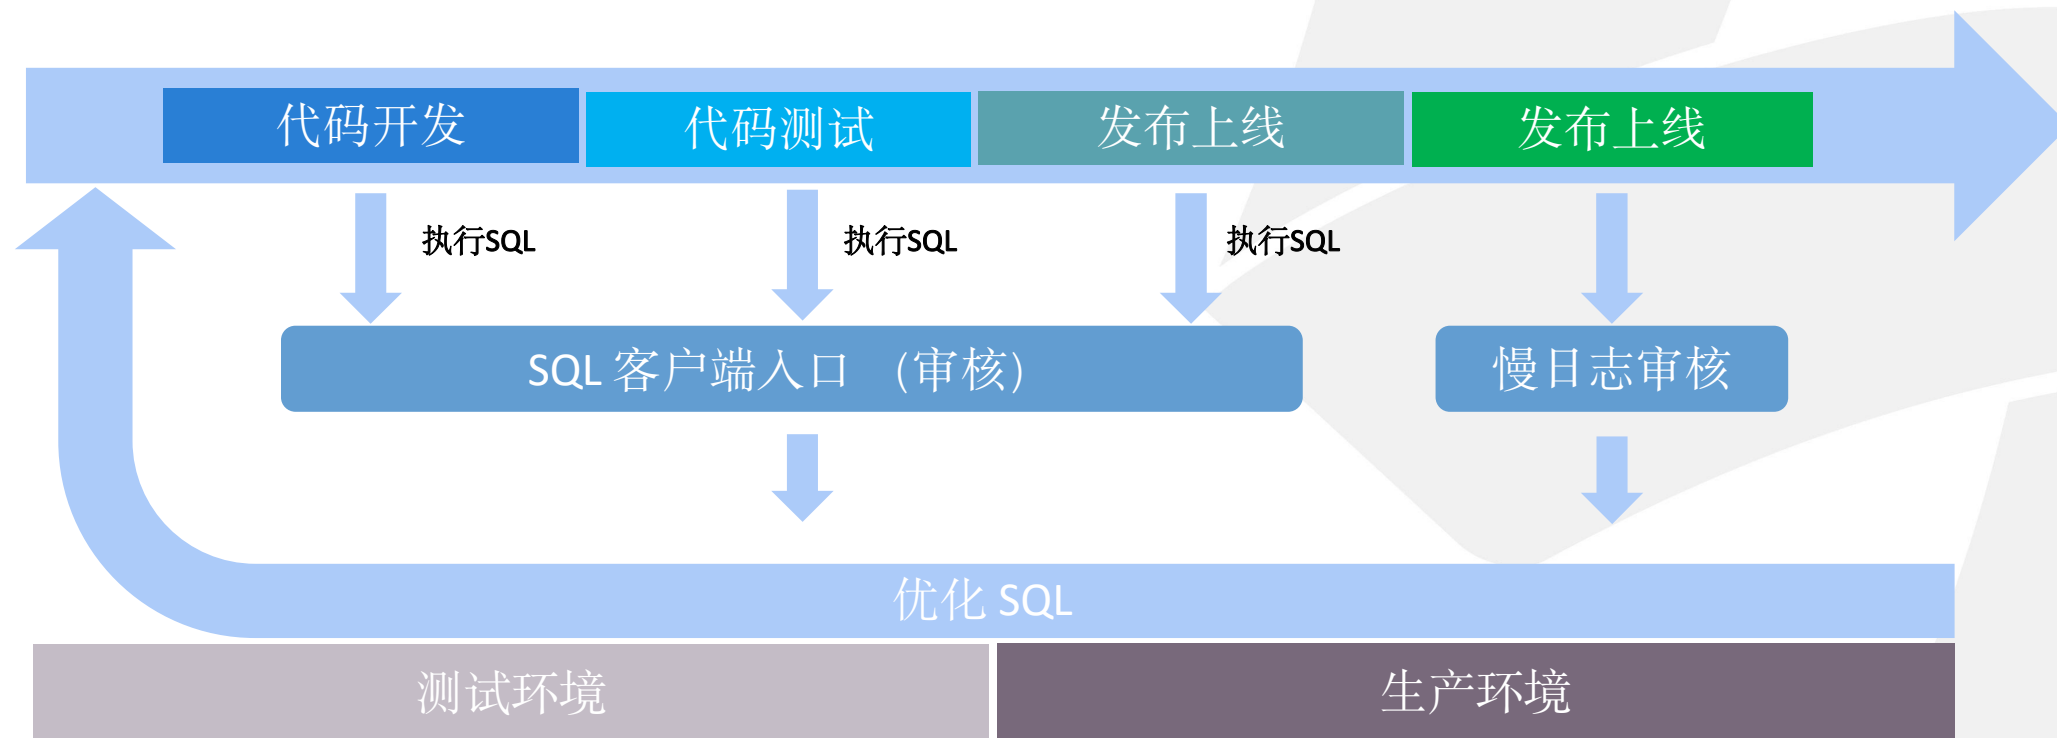 代码开发
代码测试
发布上线
发布上线
执行SQL
执行SQL
执行SQL
SQL 客户端入口 (审核)
慢日志审核
优化 SQL
测试环境
生产环境